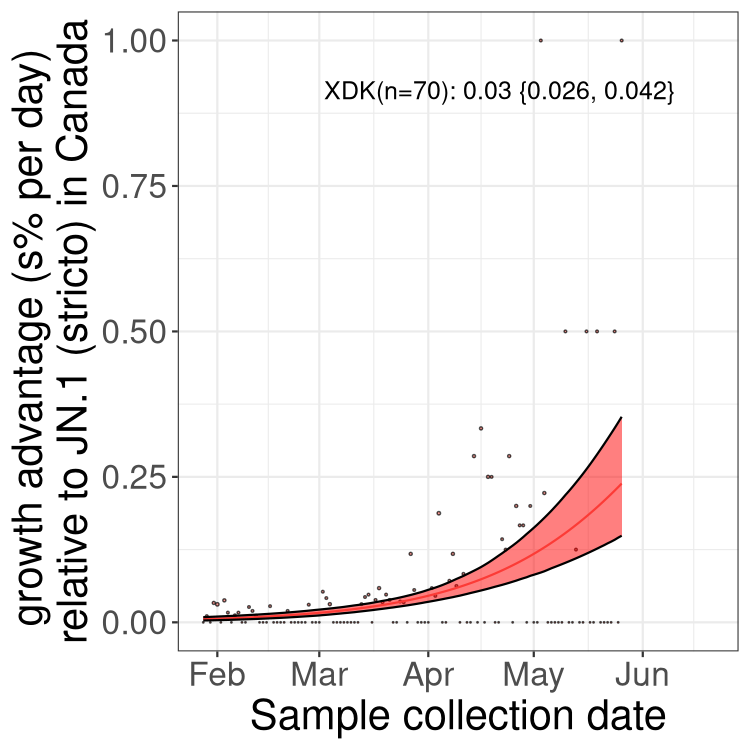 growth advantage (s% per day)
relative to JN.1 (stricto) in Canada
1.00
0.75
0.50
0.25
0.00
XDK(n=70): 0.03 {0.026, 0.042}
Feb Mar Apr May Jun
Sample collection date